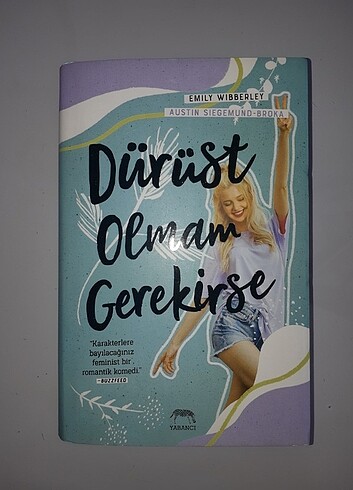 EMILY WIBBERLEY
AUSTIN SIEGEMUND-BROKA
Dürüst
Olmam
Gerekirse
"Karakterlere
bayılacağınız
feminist bir
romantik komedi."
—BUZZFEED
YABANCI